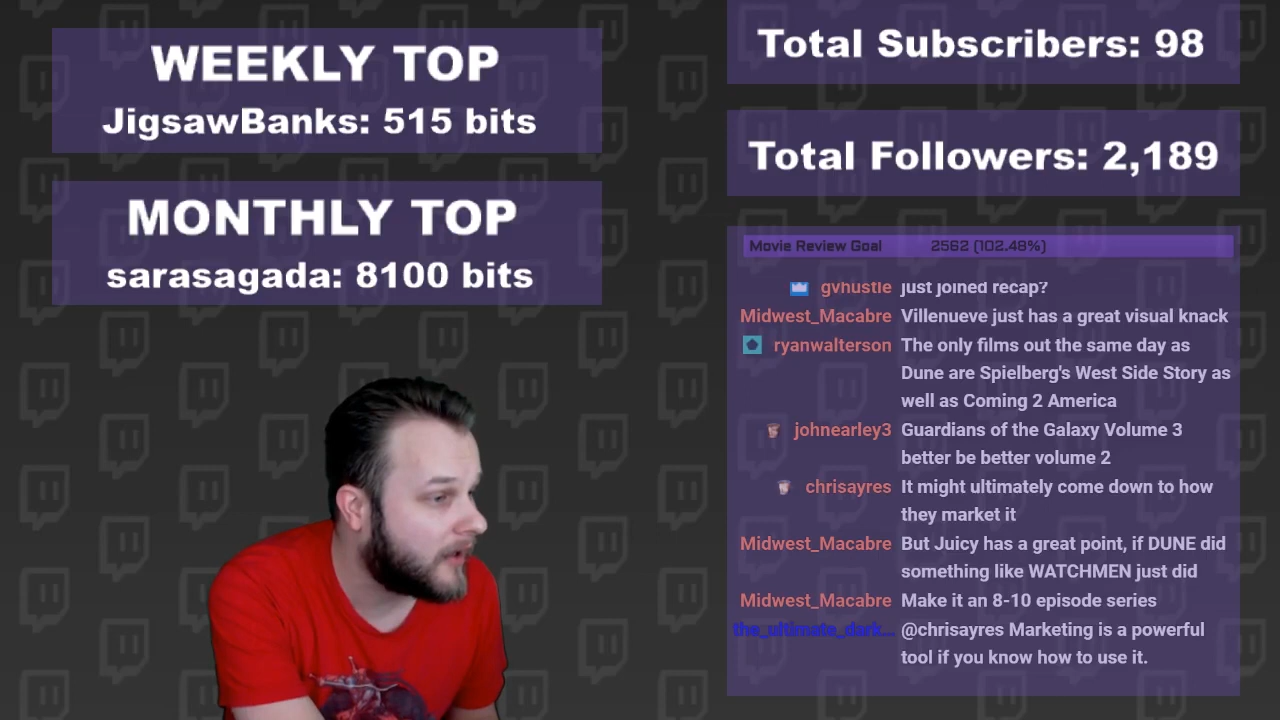 WEEKLY TOP
JigsawBanks: 515 bits
MONTHLY TOP
sarasagada: 8100 bits
Total Subscribers: 98
Total Followers: 2,189
Movie Review Goal 2562 (102.48%)
gvhustle just joined recap?
Midwest_Macabre Villenueve just has a great visual knack
ryanwalterson The only films out the same day as
Dune are Spielberg's West Side Story as
well as Coming 2 America
johnearley3 Guardians of the Galaxy Volume 3
better be better volume 2
chrisayres It might ultimately come down to how
they market it
Midwest_Macabre But Juicy has a great point, if DUNE did
something like WATCHMEN just did
Midwest_Macabre Make it an 8-10 episode series
the_ultimate_dark... @chrisayres Marketing is a powerful
tool if you know how to use it.